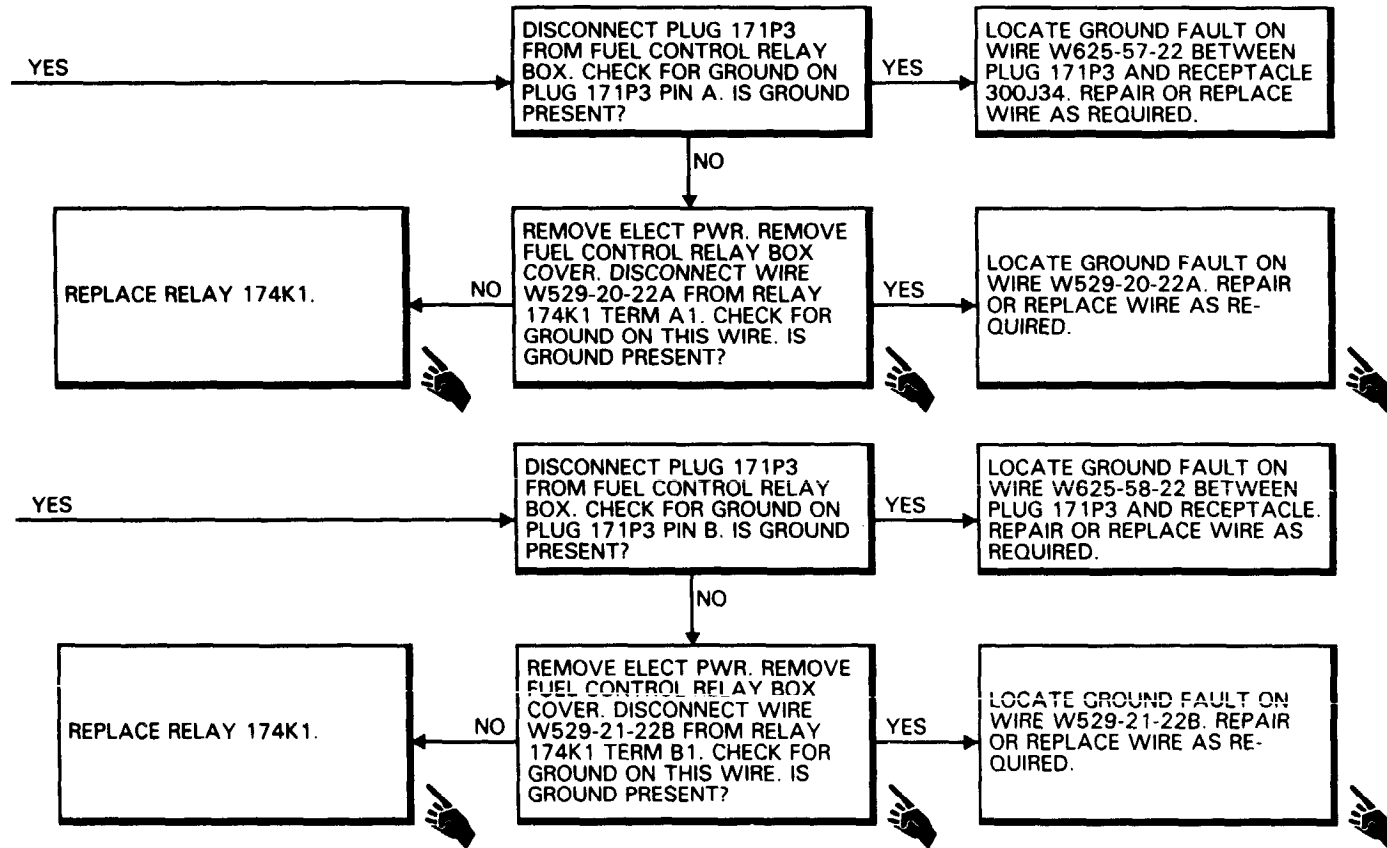 YES
DISCONNECT PLUG 171P3
FROM FUEL CONTROL RELAY
BOX. CHECK FOR GROUND ON
PLUG 171P3 PIN A. IS GROUND
PRESENT?
YES
LOCATE GROUND FAULT ON
WIRE W625-57-22 BETWEEN
PLUG 171P3 AND RECEPTACLE
300J34. REPAIR OR REPLACE
WIRE AS REQUIRED.
NO
REPLACE RELAY 174K1.
NO
REMOVE ELECT PWR. REMOVE
FUEL CONTROL RELAY BOX
COVER. DISCONNECT WIRE
W529-20-22A FROM RELAY
174K1 TERM A1. CHECK FOR
GROUND ON THIS WIRE. IS
GROUND PRESENT?
YES
LOCATE GROUND FAULT ON
WIRE W529-20-22A. REPAIR
OR REPLACE WIRE AS RE-
QUIRED.
YES
DISCONNECT PLUG 171P3
FROM FUEL CONTROL RELAY
BOX. CHECK FOR GROUND ON
PLUG 171P3 PIN B. IS GROUND
PRESENT?
YES
LOCATE GROUND FAULT ON
WIRE W625-58-22 BETWEEN
PLUG 171P3 AND RECEPTACLE.
REPAIR OR REPLACE WIRE AS
REQUIRED.
NO
REPLACE RELAY 174K1.
NO
REMOVE ELECT PWR. REMOVE
FUEL CONTROL RELAY BOX
COVER. DISCONNECT WIRE
W529-21-22B FROM RELAY
174K1 TERM B1. CHECK FOR
GROUND ON THIS WIRE. IS
GROUND PRESENT?
YES
LOCATE GROUND FAULT ON
WIRE W529-21-22B. REPAIR
OR REPLACE WIRE AS RE-
QUIRED.